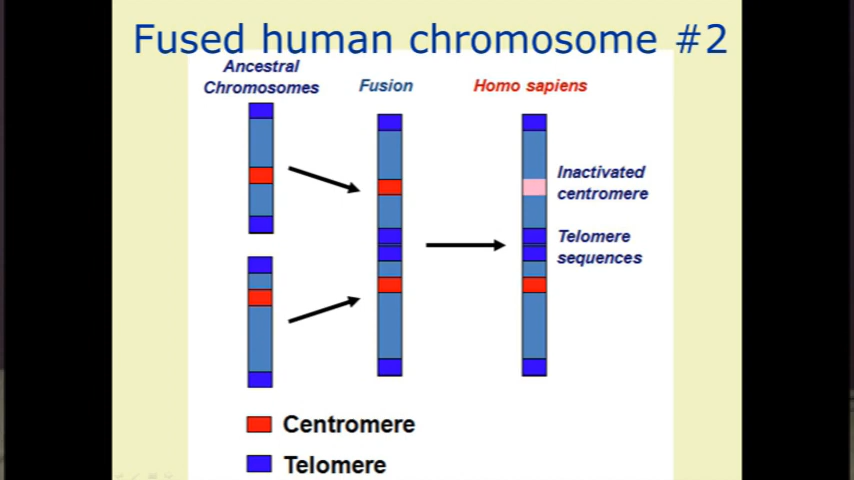 Fused human chromosome #2
Ancestral
Chromosomes
Fusion
Homo sapiens
Inactivated
centromere
Telomere
sequences
Centromere
Telomere